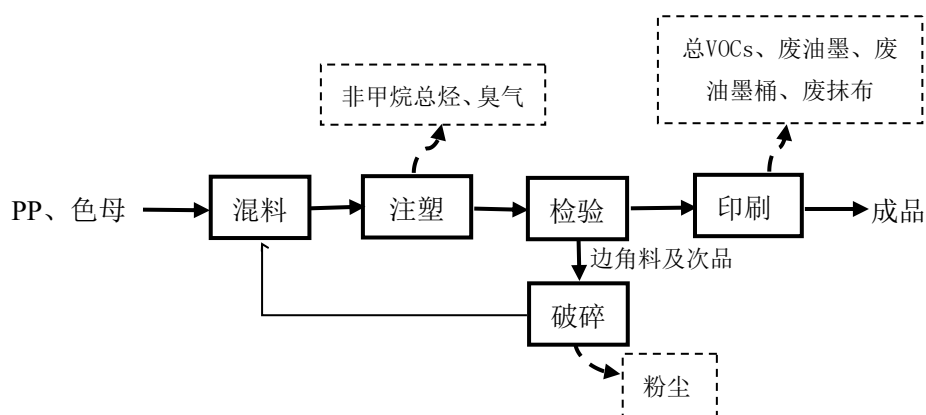 总VOCs、废油墨、废
油墨桶、废抹布
非甲烷总烃、臭气
PP、色母
混料
注塑
检验
印刷
成品
边角料及次品
破碎
粉尘